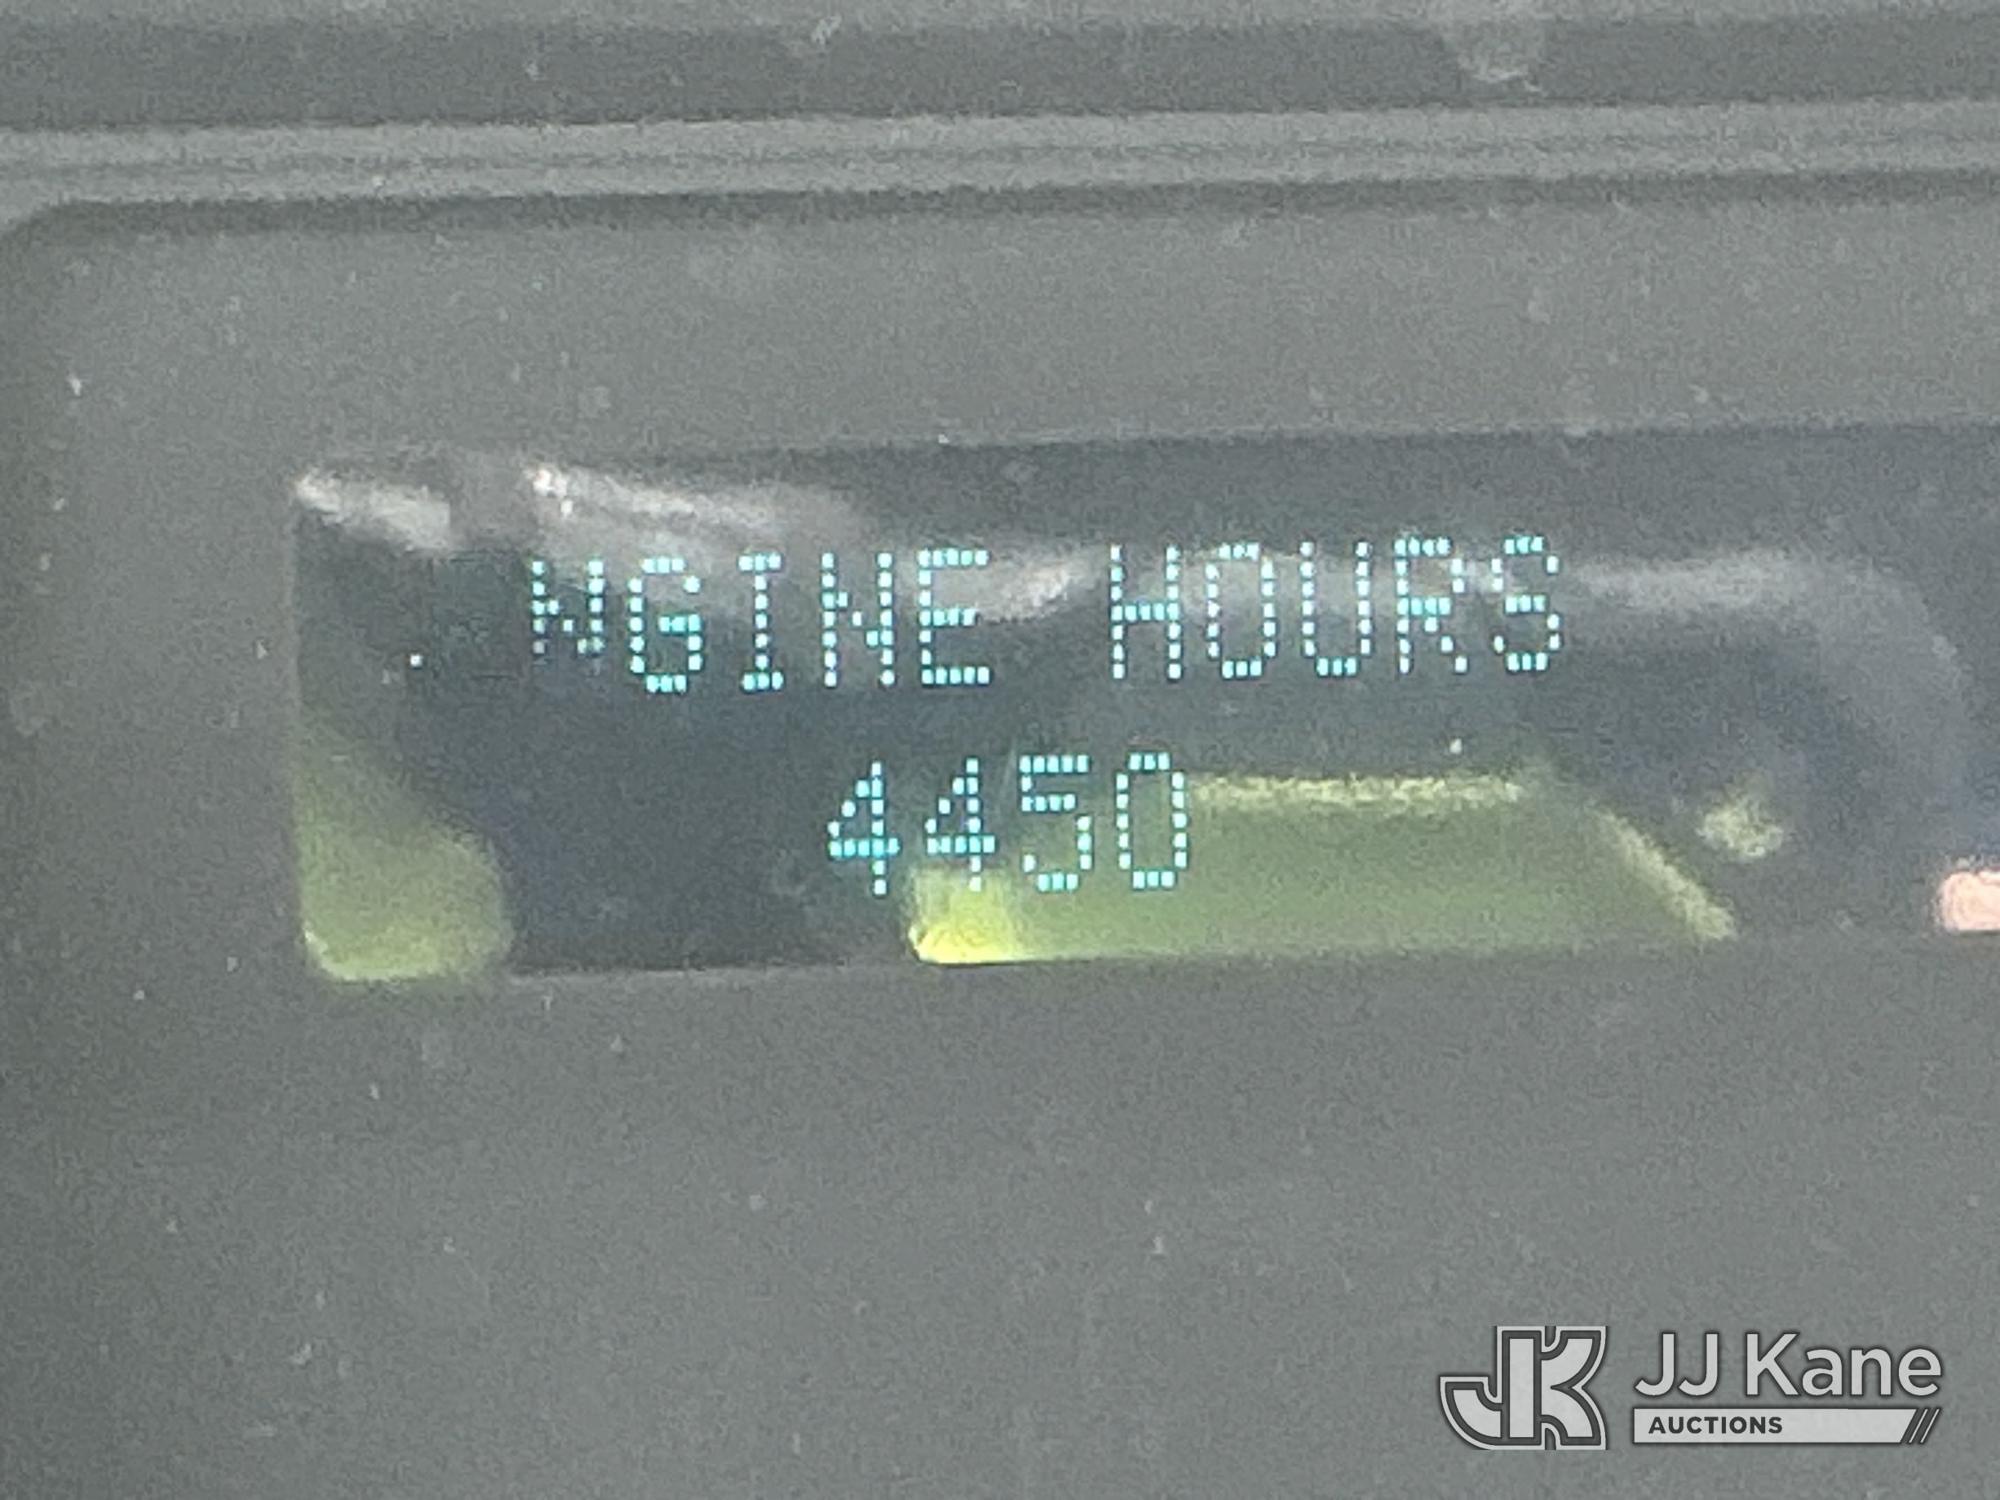 NGINE HOURS
4450
JJ Kane
AUCTIONS